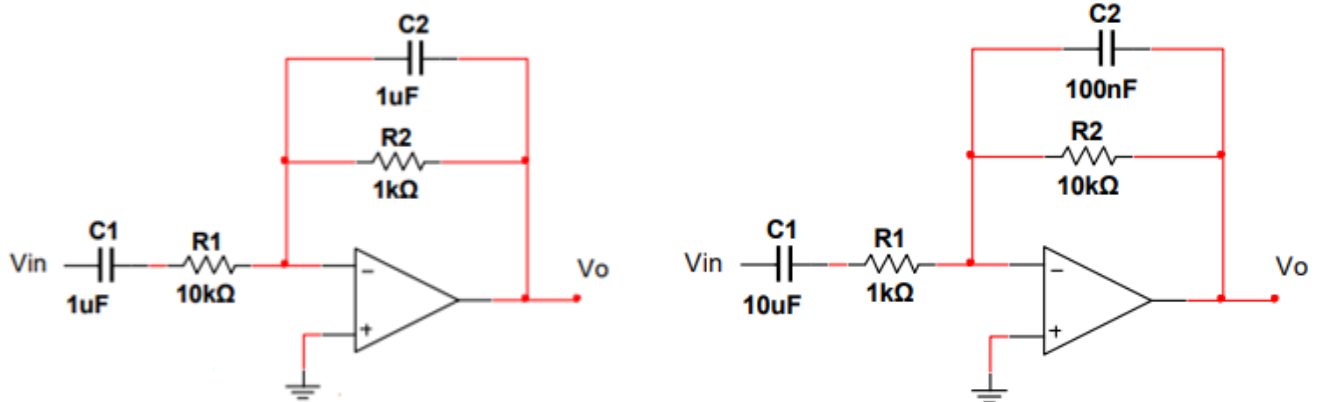 C2
1uF
R2
1kΩ
C1
R1
Vin
1uF
10kΩ
−
+
Vo
C2
100nF
R2
10kΩ
C1
R1
Vin
10uF
1kΩ
−
+
Vo